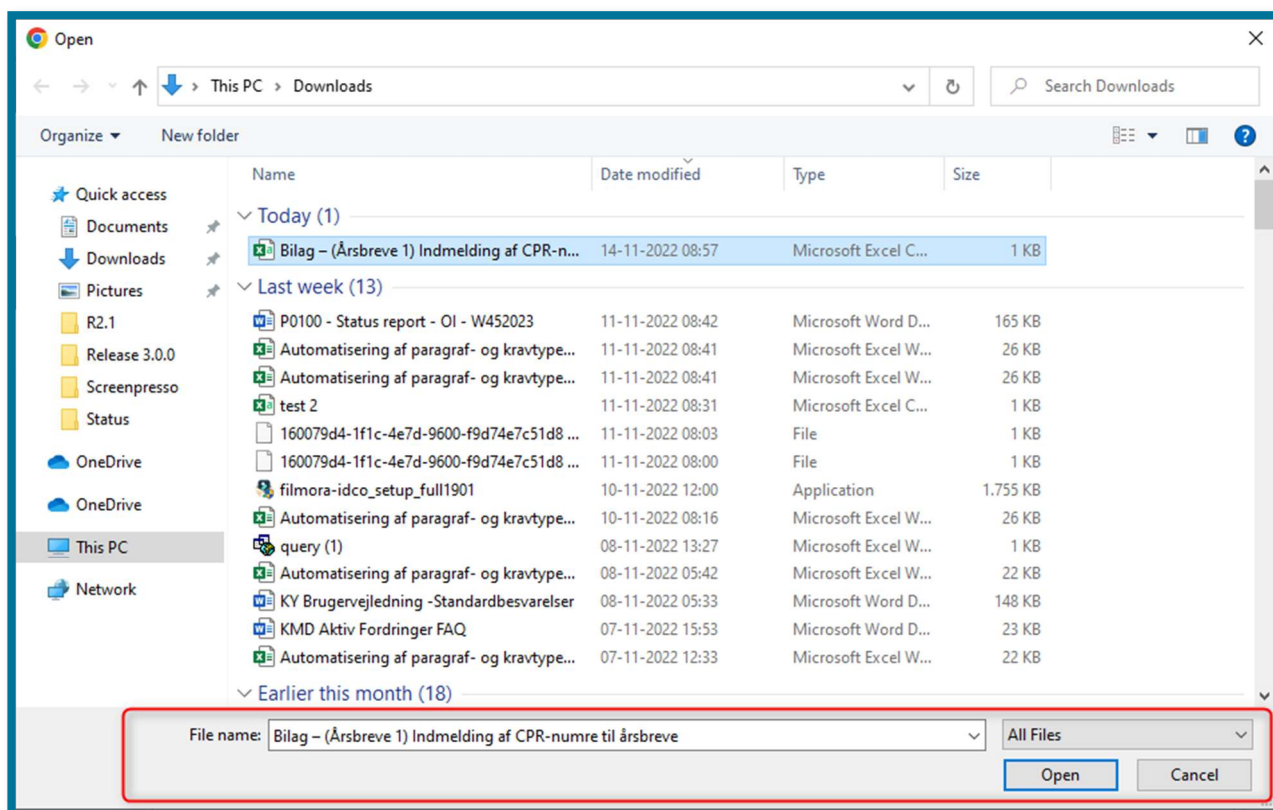 Open
This PC > Downloads
Search Downloads
Organize
New folder
Name Date modified Type Size
Quick access
Documents
Downloads
Pictures
R2.1
Release 3.0.0
Screenpresso
Status
OneDrive
OneDrive
This PC
Network
Today (1)
Bilag – (Årsbreve 1) Indmelding af CPR-n... 14-11-2022 08:57 Microsoft Excel C... 1 KB
Last week (13)
P0100 - Status report - OI - W452023 11-11-2022 08:42 Microsoft Word D... 165 KB
Automatisering af paragraf- og kravtype... 11-11-2022 08:41 Microsoft Excel W... 26 KB
Automatisering af paragraf- og kravtype... 11-11-2022 08:41 Microsoft Excel W... 26 KB
test 2 11-11-2022 08:31 Microsoft Excel C... 1 KB
160079d4-1f1c-4e7d-9600-f9d74e7c51d8 ... 11-11-2022 08:03 File 1 KB
160079d4-1f1c-4e7d-9600-f9d74e7c51d8 ... 11-11-2022 08:00 File 1 KB
filmora-idco_setup_full1901 10-11-2022 12:00 Application 1.755 KB
Automatisering af paragraf- og kravtype... 10-11-2022 08:16 Microsoft Excel W... 26 KB
query (1) 08-11-2022 13:27 Microsoft Excel W... 1 KB
Automatisering af paragraf- og kravtype... 08-11-2022 05:42 Microsoft Excel W... 22 KB
KY Brugervejledning -Standardbesvarelser 08-11-2022 05:33 Microsoft Word D... 148 KB
KMD Aktiv Fordringer FAQ 07-11-2022 15:53 Microsoft Word D... 23 KB
Automatisering af paragraf- og kravtype... 07-11-2022 12:33 Microsoft Excel W... 22 KB
Earlier this month (18)
File name: Bilag – (Årsbreve 1) Indmelding af CPR-numre til årsbreve All Files
Open Cancel